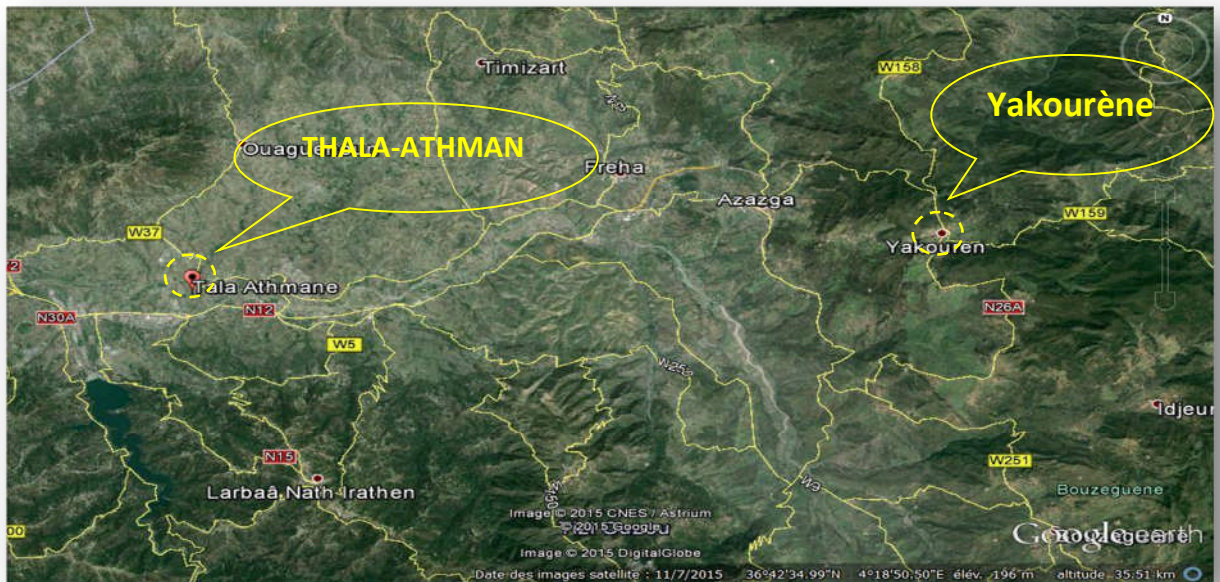 N
Timizart
W158
Yakourène
THALA-ATHMAN
Freha
Azazga
W37
W159
Yakouren
Tala Athmane
N12
N30A
N26A
W5
Idjeur
N15
W251
Larbaâ Nath Irathen
Bouzeguene
Image © 2015 CNES / Astrium
© 2015 Google
Tizi Ouzou
Google earth
Image © 2015 DigitalGlobe
Date des images satellite : 11/7/2015 36°42'34.99"N 4°18'50.50"E élév. 196 m altitude 35.51 km